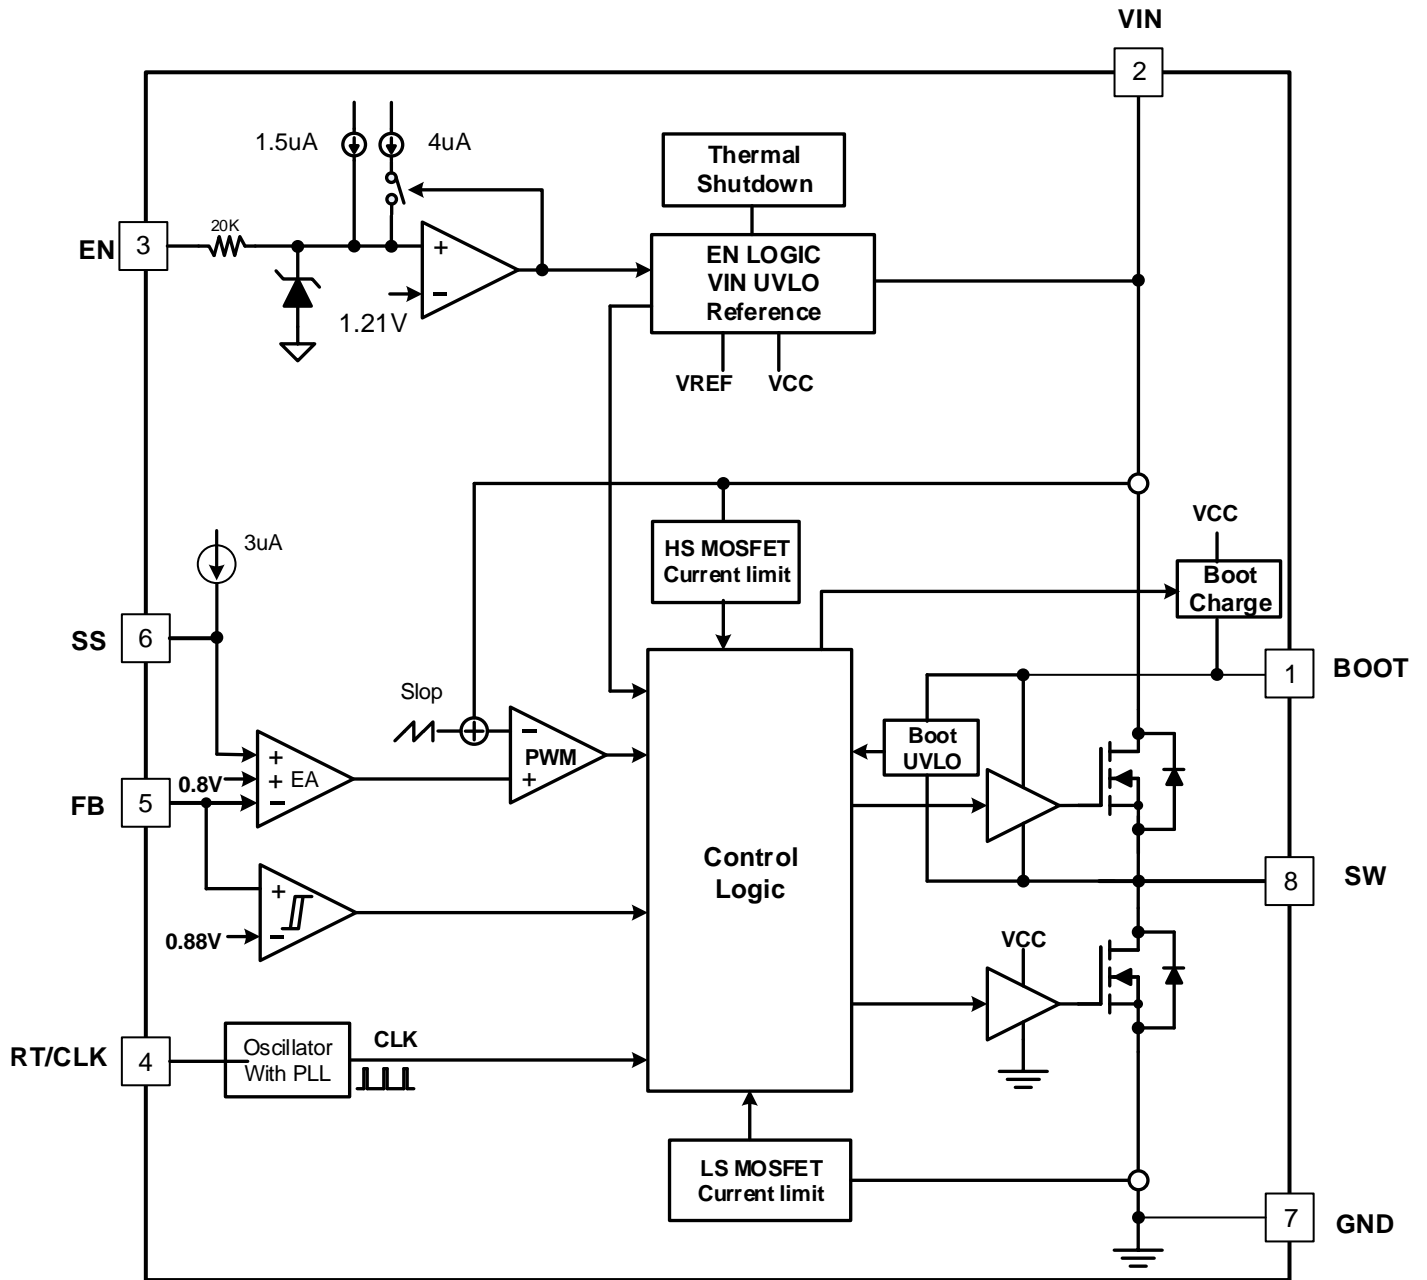 VIN
2
1.5uA
4uA
Thermal
Shutdown
20K
EN
3
+
−
1.21V
EN LOGIC
VIN UVLO
Reference
VREF
VCC
3uA
HS MOSFET
Current limit
VCC
Boot
Charge
SS
6
BOOT
1
Slop
+
−
PWM
+
Boot
UVLO
+
+
EA
−
0.8V
FB
5
Control
Logic
8
SW
+
−
0.88V
VCC
RT/CLK
4
Oscillator
With PLL
CLK
LS MOSFET
Current limit
7
GND